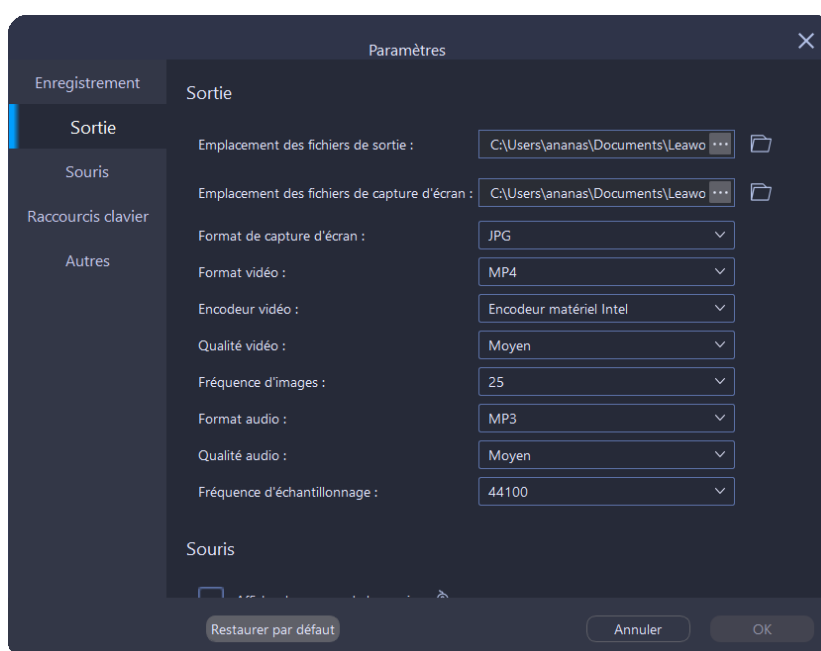 Paramètres
Enregistrement
Sortie
Souris
Raccourcis clavier
Autres
Sortie
Emplacement des fichiers de sortie : C:\Users\ananas\Documents\Leawo ...
Emplacement des fichiers de capture d'écran : C:\Users\ananas\Documents\Leawo ...
Format de capture d'écran : JPG
Format vidéo : MP4
Encodeur vidéo : Encodeur matériel Intel
Qualité vidéo : Moyen
Fréquence d'images : 25
Format audio : MP3
Qualité audio : Moyen
Fréquence d'échantillonnage : 44100
Souris
Restaurer par défaut
Annuler
OK